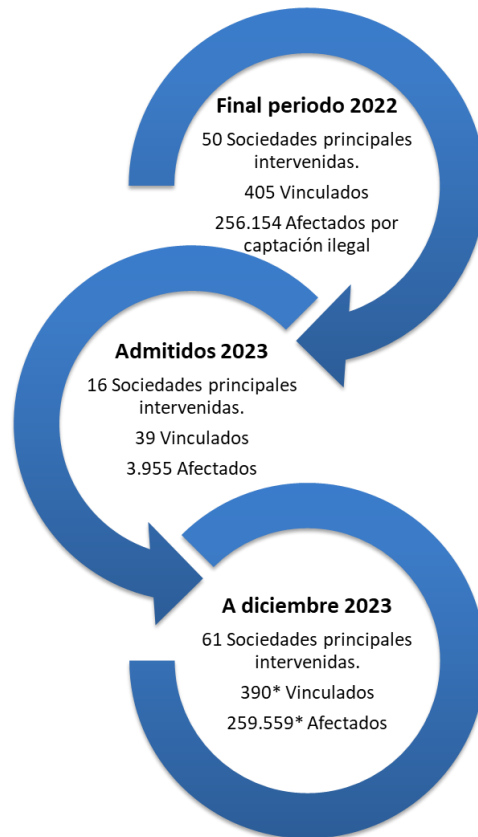 Final periodo 2022
50 Sociedades principales
intervenidas.
405 Vinculados
256.154 Afectados por
captación ilegal
Admitidos 2023
16 Sociedades principales
intervenidas.
39 Vinculados
3.955 Afectados
A diciembre 2023
61 Sociedades principales
intervenidas.
390* Vinculados
259.559* Afectados